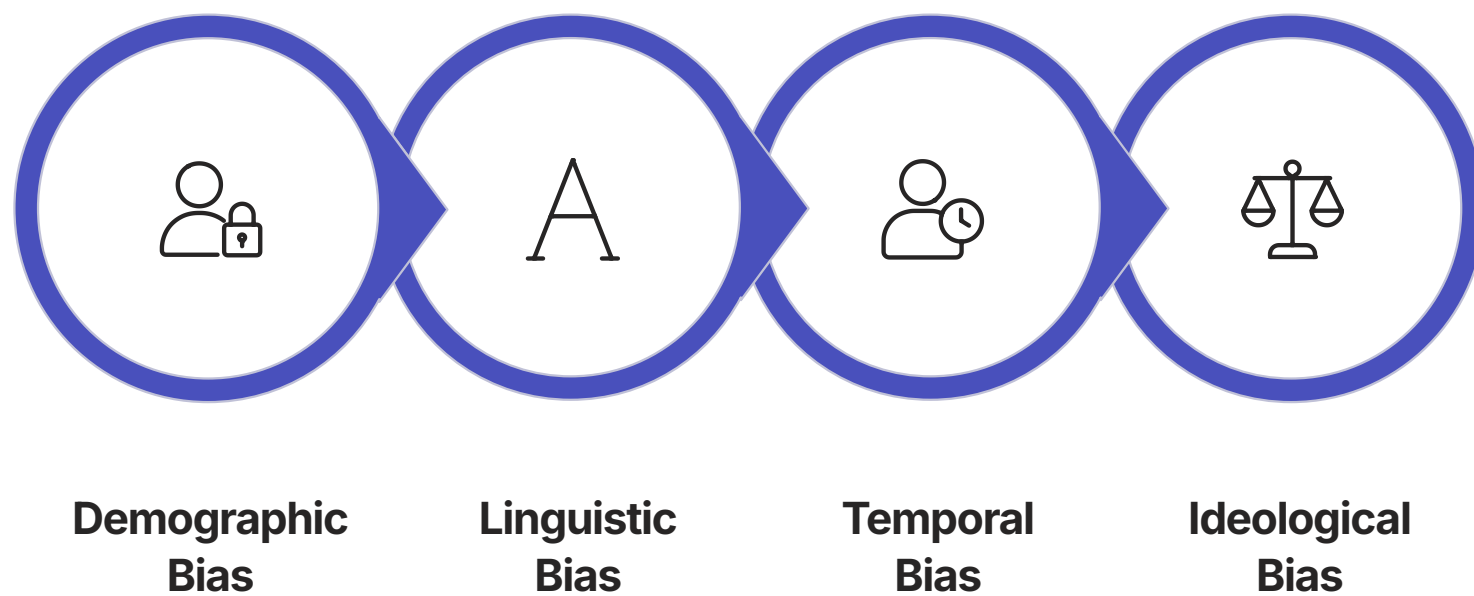 Demographic
Bias
Linguistic
Bias
Temporal
Bias
Ideological
Bias